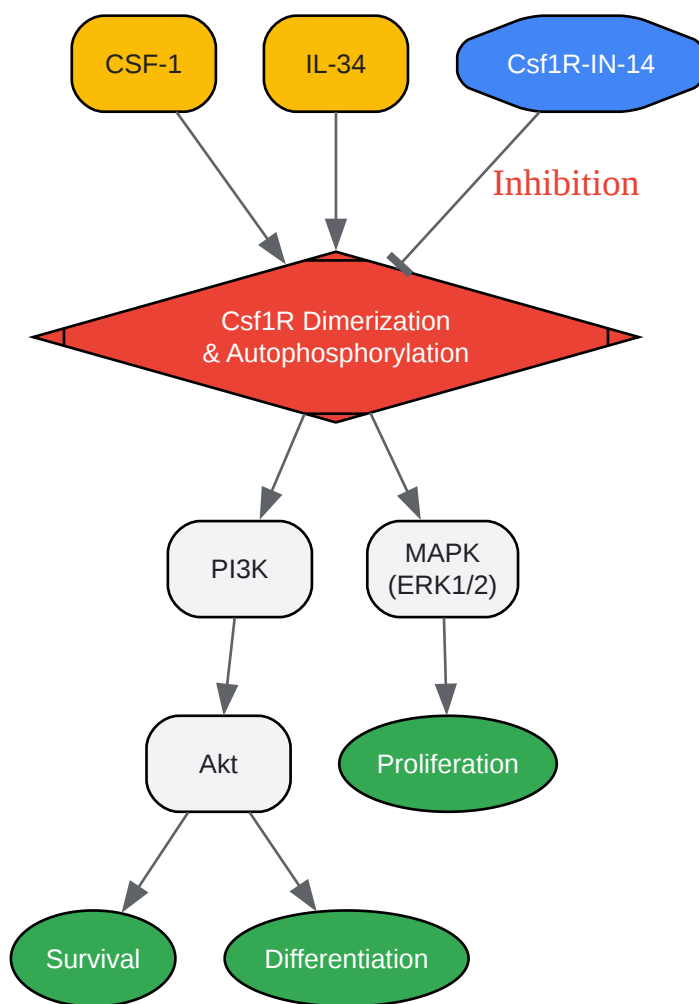 CSF-1
IL-34
Csf1R-IN-14
Inhibition
Csf1R Dimerization
& Autophosphorylation
PI3K
MAPK
(ERK1/2)
Akt
Proliferation
Survival
Differentiation